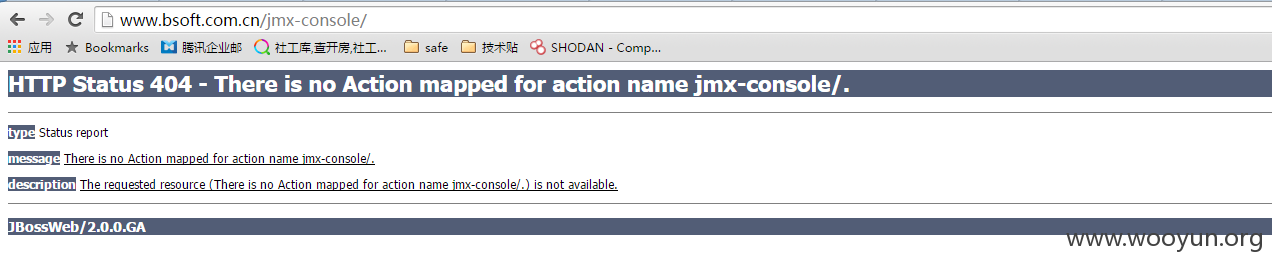 www.bsoft.com.cn/jmx-console/
应用 Bookmarks 腾讯企业邮 社工库,查开房,社工... safe 技术贴 SHODAN - Comp...
HTTP Status 404 - There is no Action mapped for action name jmx-console/.
type Status report
message There is no Action mapped for action name jmx-console/.
description The requested resource (There is no Action mapped for action name jmx-console/.) is not available.
JBossWeb/2.0.0.GA
www.wooyun.org